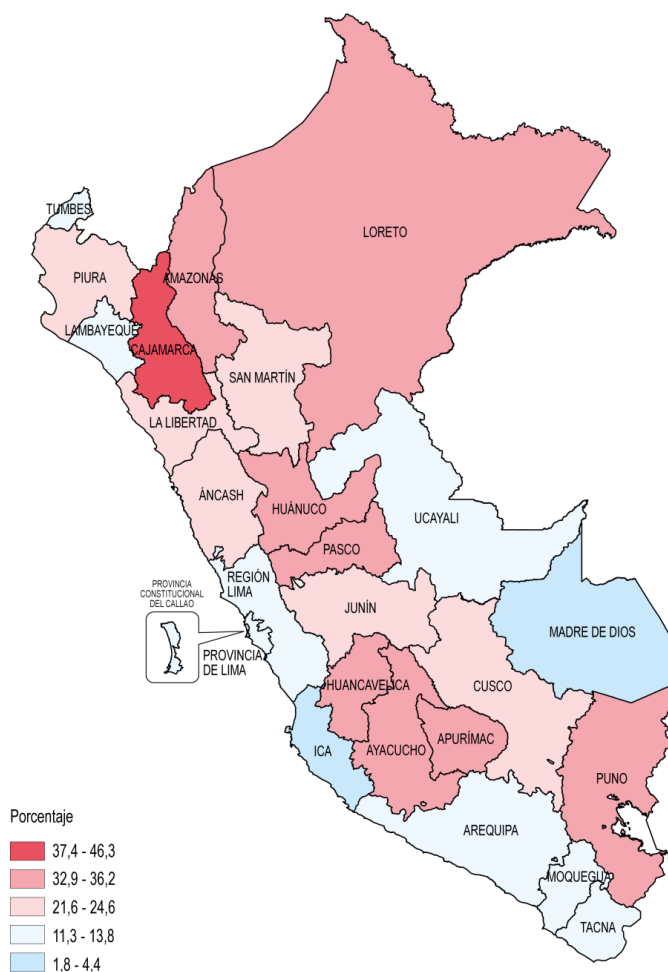 LORETO
TUMBES
AMAZONAS
PIURA
LAMBAYEQUE
CAJAMARCA
SAN MARTÍN
LA LIBERTAD
ÁNCASH
HUÁNUCO
UCAYALI
PASCO
REGIÓN
LIMA
PROVINCIA
CONSTITUCIONAL
DEL CALLAO
JUNÍN
MADRE DE DIOS
PROVINCIA
DE LIMA
HUANCAVELICA
CUSCO
ICA
AYACUCHO
APURÍMAC
PUNO
AREQUIPA
MOQUEGUA
TACNA
Porcentaje
37,4 - 46,3
32,9 - 36,2
21,6 - 24,6
11,3 - 13,8
1,8 - 4,4